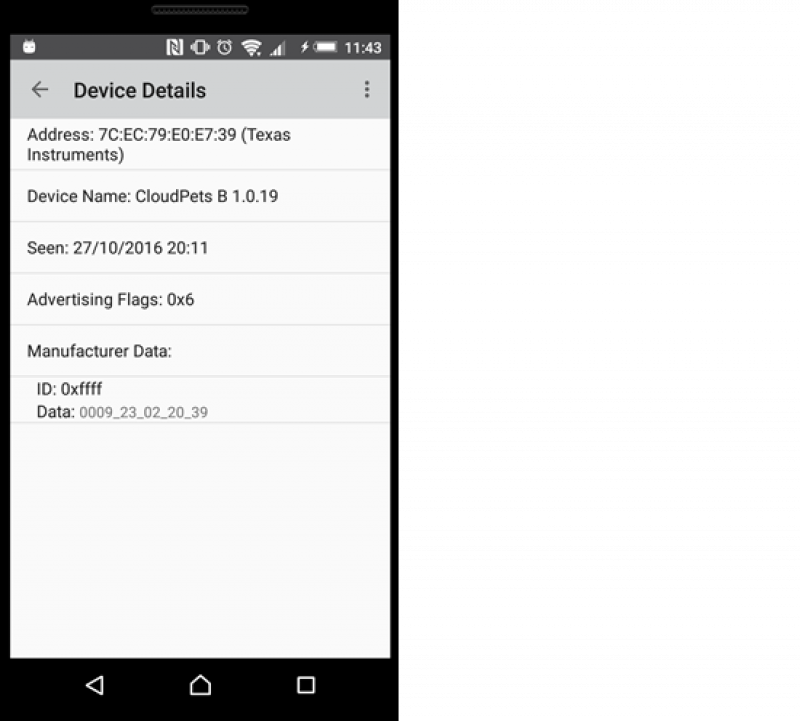 11:43
Device Details
Address: 7C:EC:79:E0:E7:39 (Texas
Instruments)
Device Name: CloudPets B 1.0.19
Seen: 27/10/2016 20:11
Advertising Flags: 0x6
Manufacturer Data:
ID: 0xffff
Data: 0009_23_02_20_39